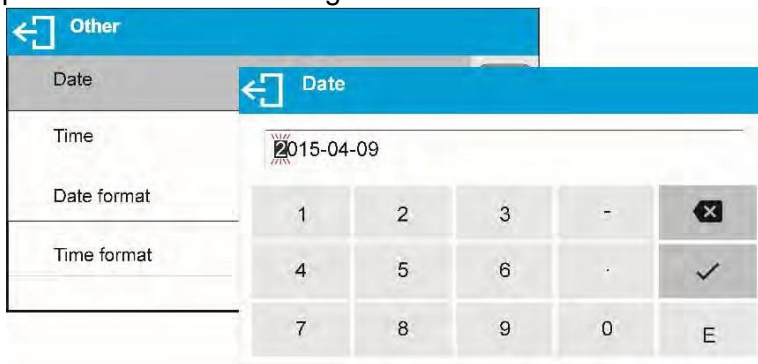 Other
Date
Time
Date format
Time format
Date
2015-04-09
1 2 3 -
4 5 6 .
7 8 9 0 E